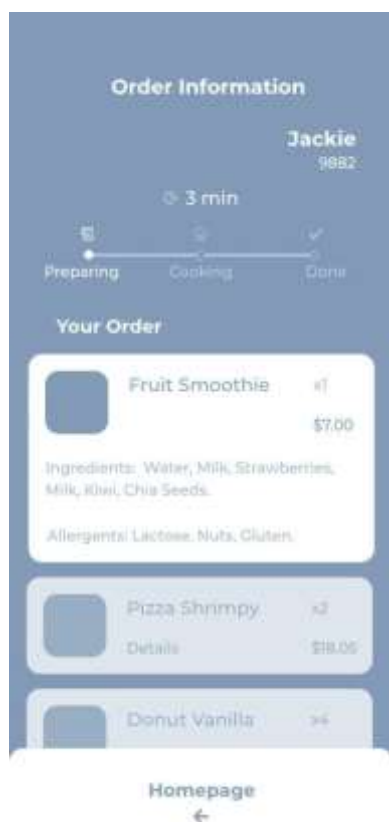 Order Information
Jackie
9882
3 min
Preparing Cooking Done
Your Order
Fruit Smoothie x1
$7.00
Ingredients: Water, Milk, Strawberries,
Milk, Kiwi, Chia Seeds.
Allergents: Lactose, Nuts, Gluten.
Pizza Shrimpy x2
Details $18.05
Donut Vanilla x4
Homepage